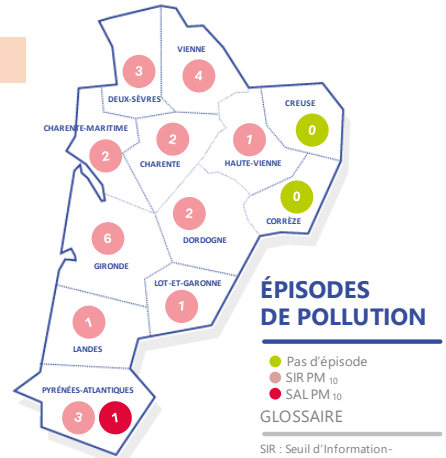 VIENNE
3
4
DEUX-SÈVRES
CREUSE
0
CHARENTE-MARITIME
2
2
CHARENTE
1
HAUTE-VIENNE
0
CORRÈZE
2
DORDOGNE
6
GIRONDE
LOT-ET-GARONNE
1
1
LANDES
PYRÉNÉES-ATLANTIQUES
3
1
ÉPISODES
DE POLLUTION
Pas d'épisode
SIR PM 10
SAL PM 10
GLOSSAIRE
SIR : Seuil d'Information-